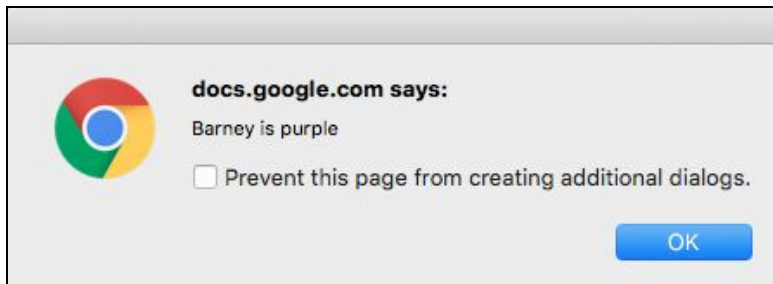 docs.google.com says:
Barney is purple
Prevent this page from creating additional dialogs.
OK